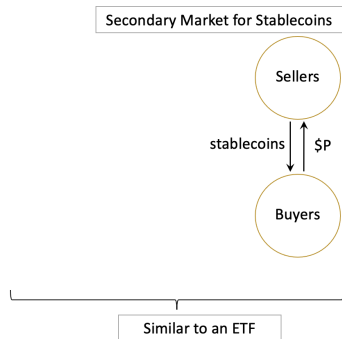 Secondary Market for Stablecoins
Sellers
stablecoins
$P
Buyers
Similar to an ETF